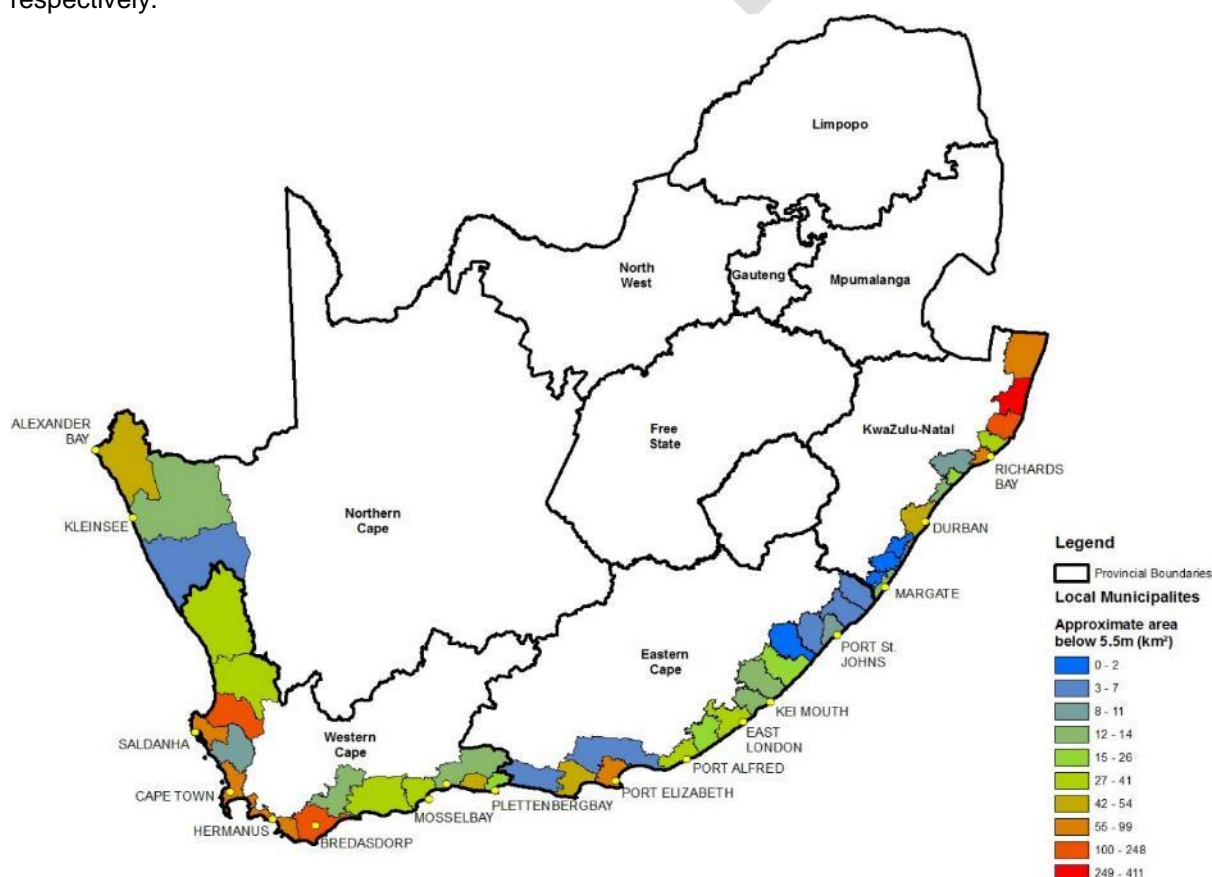 respectively.
Limpopo
North
West
Gauteng
Mpumalanga
ALEXANDER
BAY
Free
State
KwaZulu-Natal
RICHARDS
BAY
KLEINSEE
Northern
Cape
DURBAN
MARGATE
Eastern
Cape
PORT St.
JOHNS
KEI MOUTH
EAST
LONDON
SALDANHA
Western
Cape
PORT ALFRED
CAPE TOWN
PORT ELIZABETH
PLETTENBERGBAY
MOSSELBAY
HERMANUS
BREDASDORP
Legend
Provincial Boundaries
Local Municipalites
Approximate area
below 5.5m (km²)
0 - 2
3 - 7
8 - 11
12 - 14
15 - 26
27 - 41
42 - 54
55 - 99
100 - 248
249 - 411